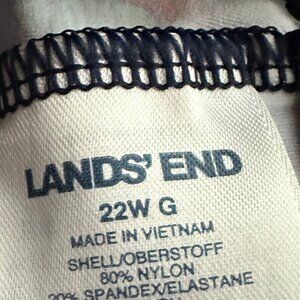 LANDS' END
22W G
MADE IN VIETNAM
SHELL/OBERSTOFF
80% NYLON
20% SPANDEX/ELASTANE